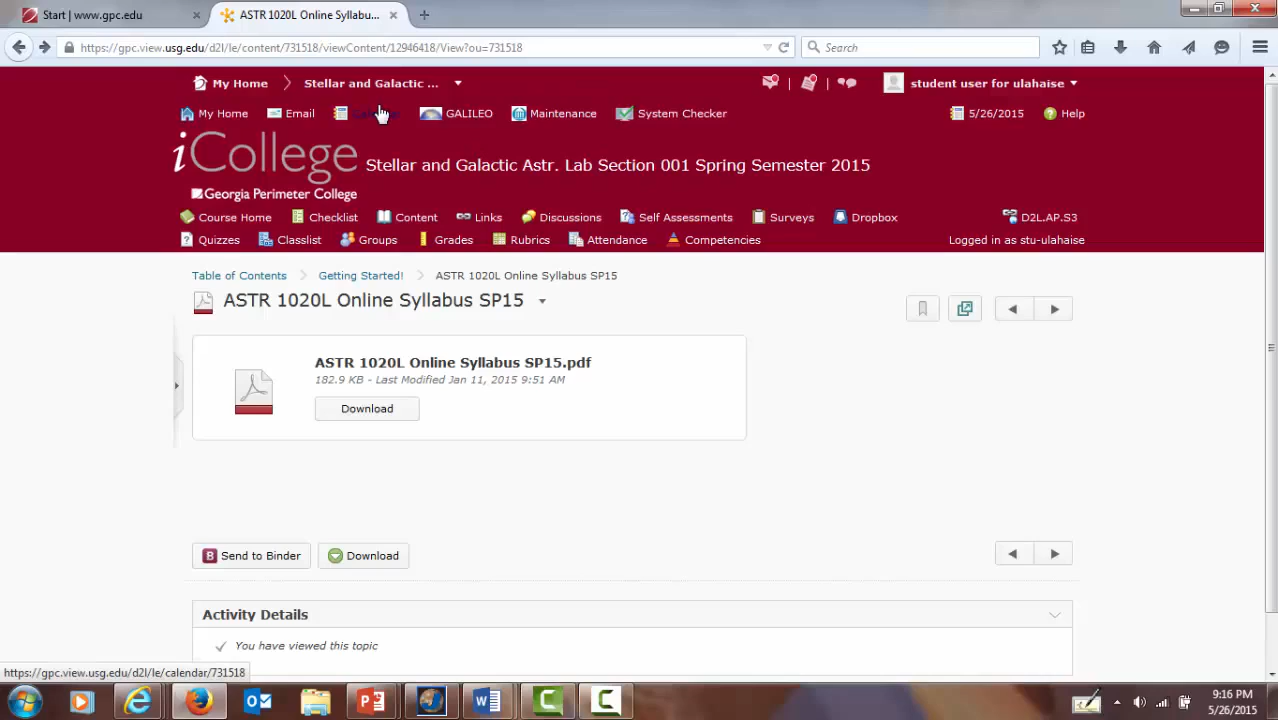 Start | www.gpc.edu
ASTR 1020L Online Syllabu...
https://gpc.view.usg.edu/d2l/le/content/731518/viewContent/12946418/View?ou=731518
Search
My Home
Stellar and Galactic ...
student user for ulahaise
My Home
Email
GALILEO
Maintenance
System Checker
5/26/2015
Help
iCollege
Stellar and Galactic Astr. Lab Section 001 Spring Semester 2015
Georgia Perimeter College
Course Home
Checklist
Content
Links
Discussions
Self Assessments
Surveys
Dropbox
D2L.AP.S3
Quizzes
Classlist
Groups
Grades
Rubrics
Attendance
Competencies
Logged in as stu-ulahaise
Table of Contents
Getting Started!
ASTR 1020L Online Syllabus SP15
ASTR 1020L Online Syllabus SP15
ASTR 1020L Online Syllabus SP15.pdf
182.9 KB - Last Modified Jan 11, 2015 9:51 AM
Download
Send to Binder
Download
Activity Details
You have viewed this topic
https://gpc.view.usg.edu/d2l/le/calendar/731518
9:16 PM
5/26/2015